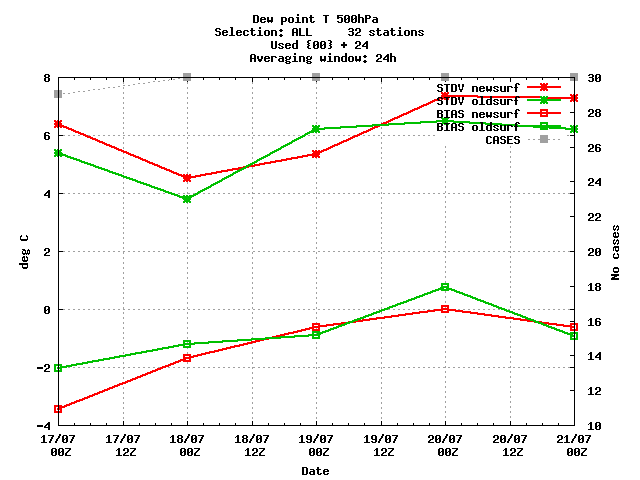 Dew point T 500hPa
Selection: ALL     32 stations
Used {00} + 24
Averaging window: 24h
8
6
4
2
0
-2
-4
deg C
30
28
26
24
22
20
18
16
14
12
10
No cases
STDV newsurf
STDV oldsurf
BIAS newsurf
BIAS oldsurf
CASES
17/07 17/07 18/07 18/07 19/07 19/07 20/07 20/07 21/07
00Z 12Z 00Z 12Z 00Z 12Z 00Z 12Z 00Z
Date